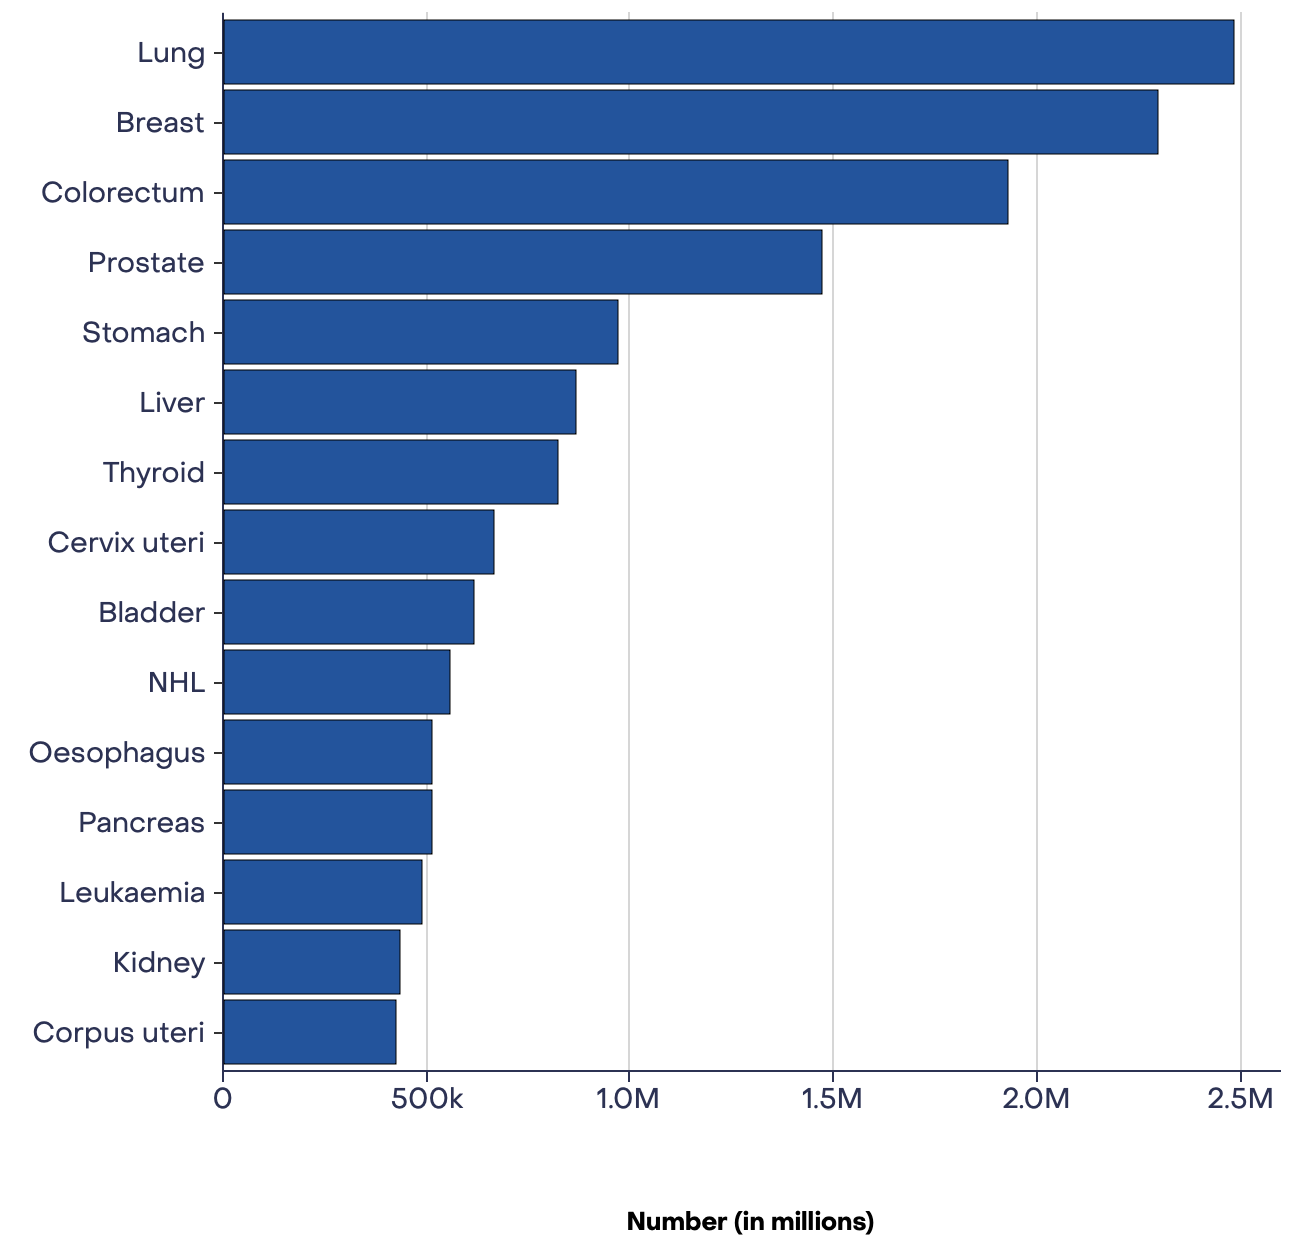 Lung
Breast
Colorectum
Prostate
Stomach
Liver
Thyroid
Cervix uteri
Bladder
NHL
Oesophagus
Pancreas
Leukaemia
Kidney
Corpus uteri
0 500k 1.0M 1.5M 2.0M 2.5M
Number (in millions)